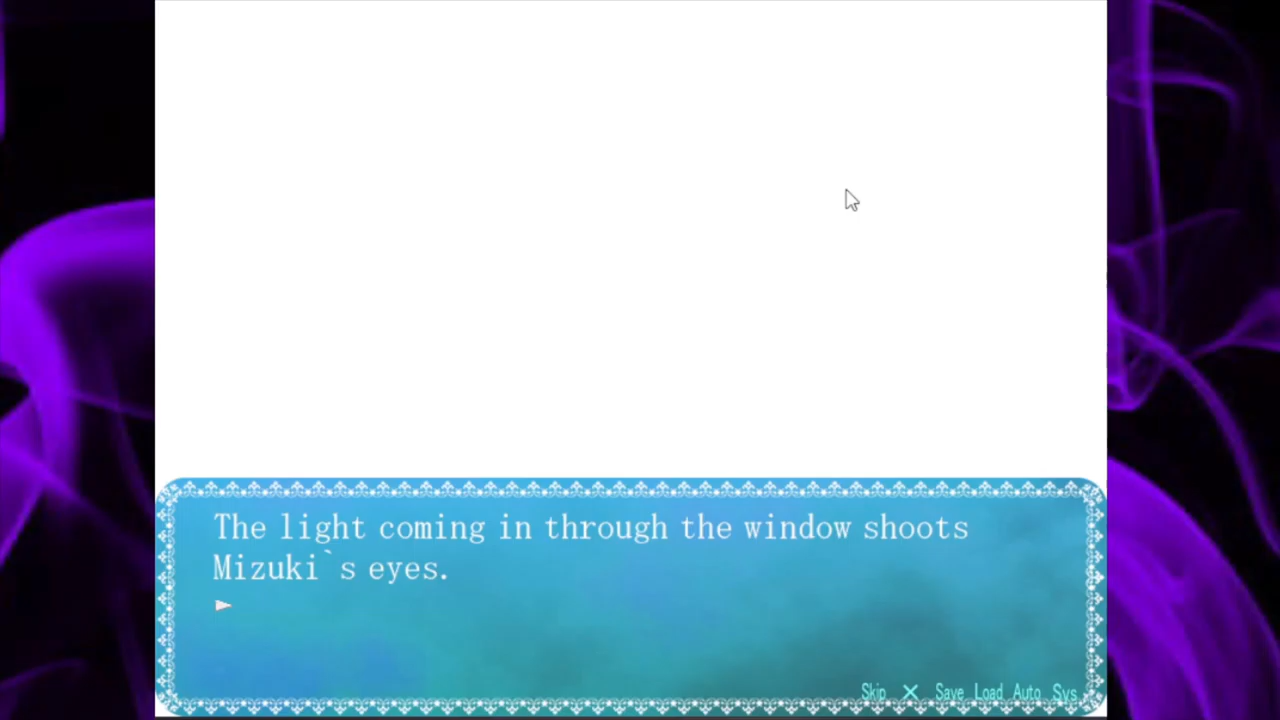 The light coming in through the window shoots
Mizuki`s eyes.
Skip × Save Load Auto Sys